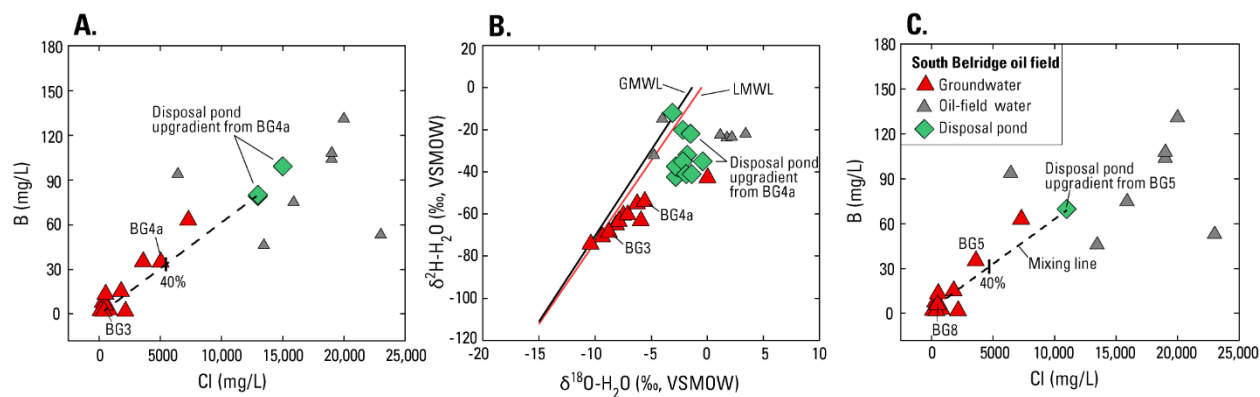 A.
B (mg/L)
180
150
120
90
60
30
0
Disposal pond
upgradient from BG4a
BG4a
40%
BG3
0
5000
10,000
15,000
20,000
25,000
Cl (mg/L)
B.
δ²H-H₂O (‰, VSMOW)
20
0
-20
-40
-60
-80
-100
-120
GMWL
LMWL
Disposal pond
upgradient
from BG4a
BG4a
BG3
-20
-15
-10
-5
0
5
10
δ¹⁸O-H₂O (‰, VSMOW)
C.
B (mg/L)
180
150
120
90
60
30
0
South Belridge oil field
Groundwater
Oil-field water
Disposal pond
Disposal pond
upgradient from BG5
BG5
Mixing line
40%
BG8
0
5000
10,000
15,000
20,000
25,000
Cl (mg/L)